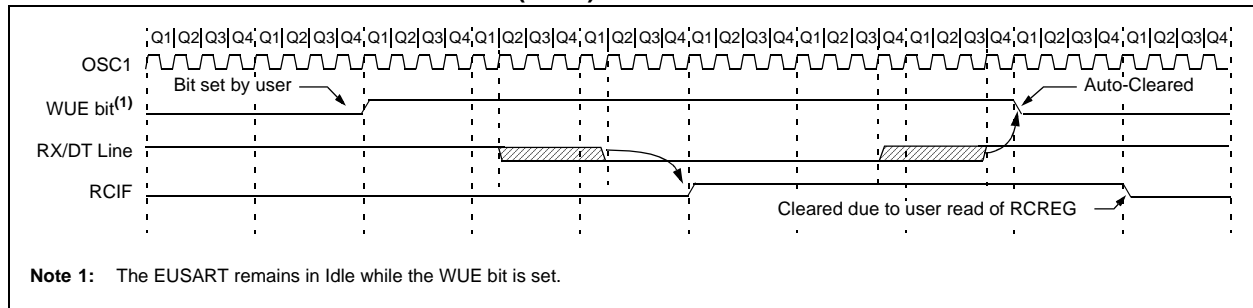 Q1 Q2 Q3 Q4 Q1 Q2 Q3 Q4 Q1 Q2 Q3 Q4 Q1 Q2 Q3 Q4 Q1 Q2 Q3 Q4 Q1 Q2 Q3 Q4 Q1 Q2 Q3 Q4 Q1 Q2 Q3 Q4 Q1 Q2 Q3 Q4 Q1 Q2 Q3 Q4
OSC1
Bit set by user
Auto-Cleared
WUE bit(1)
RX/DT Line
RCIF
Cleared due to user read of RCREG
Note 1: The EUSART remains in Idle while the WUE bit is set.